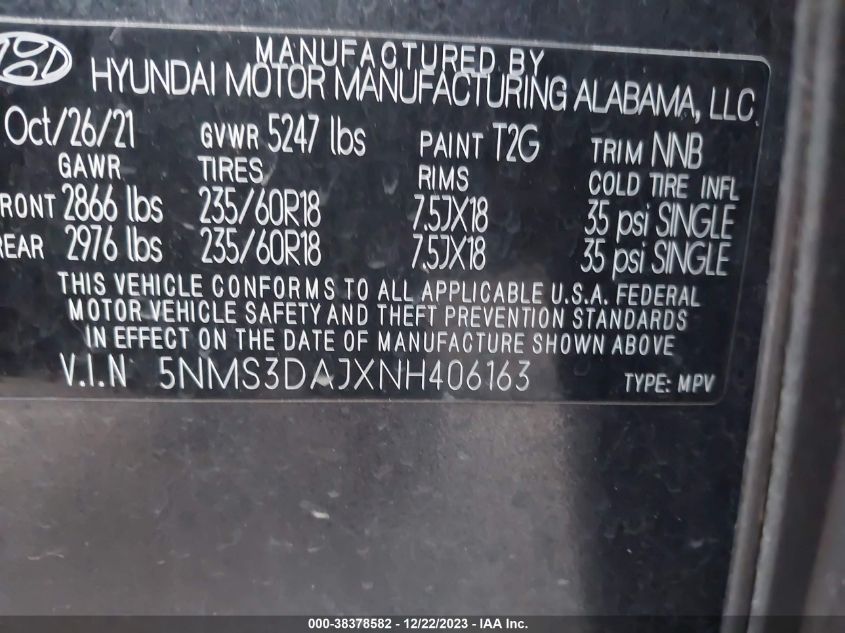 MANUFACTURED BY
HYUNDAI MOTOR MANUFACTURING ALABAMA, LLC
Oct/26/21 GVWR 5247 lbs PAINT T2G TRIM NNB
GAWR TIRES RIMS COLD TIRE INFL
FRONT 2866 lbs 235/60R18 7.5JX18 35 psi SINGLE
REAR 2976 lbs 235/60R18 7.5JX18 35 psi SINGLE
THIS VEHICLE CONFORMS TO ALL APPLICABLE U.S.A. FEDERAL
MOTOR VEHICLE SAFETY AND THEFT PREVENTION STANDARDS
IN EFFECT ON THE DATE OF MANUFACTURE SHOWN ABOVE
V.I.N 5NMS3DAJXNH406163 TYPE: MPV
000-38378582 - 12/22/2023 - IAA Inc.